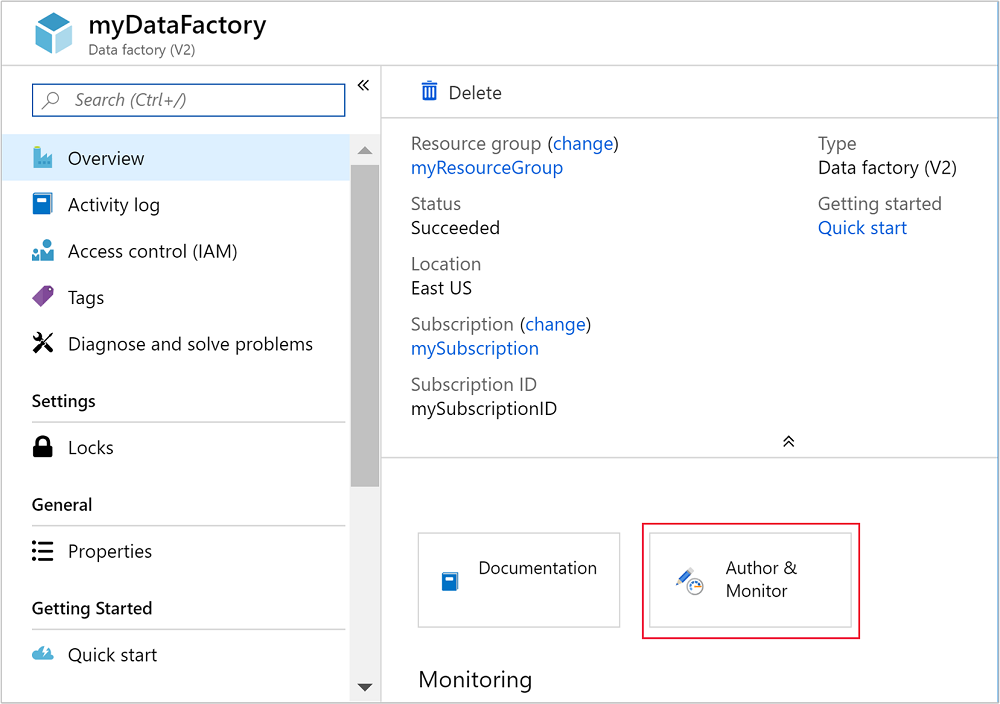 myDataFactory
Data factory (V2)
Search (Ctrl+/)
Overview
Activity log
Access control (IAM)
Tags
Diagnose and solve problems
Settings
Locks
General
Properties
Getting Started
Quick start
Delete
Resource group (change)
myResourceGroup
Status
Succeeded
Location
East US
Subscription (change)
mySubscription
Subscription ID
mySubscriptionID
Type
Data factory (V2)
Getting started
Quick start
Documentation
Author &
Monitor
Monitoring